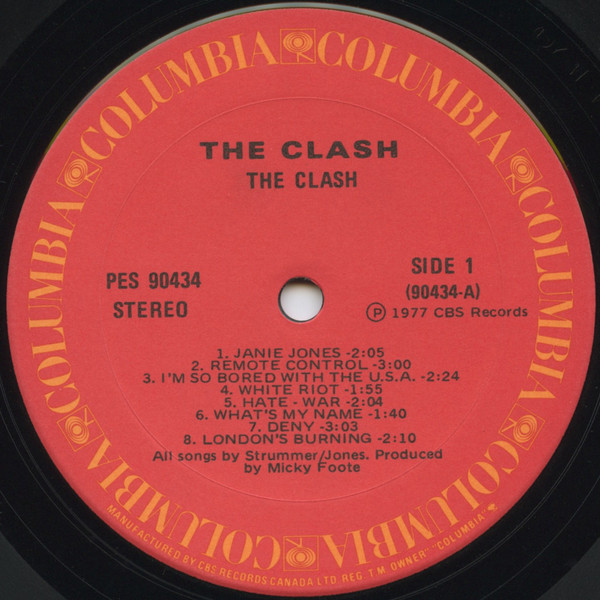 COLUMBIA COLUMBIA COLUMBIA COLUMBIA COLUMBIA COLUMBIA COLUMBIA COLUMBIA
THE CLASH
THE CLASH
PES 90434
STEREO
SIDE 1
(90434-A)
Ⓟ 1977 CBS Records
1. JANIE JONES -2:05
2. REMOTE CONTROL -3:00
3. I'M SO BORED WITH THE U.S.A. -2:24
4. WHITE RIOT -1:55
5. HATE - WAR -2:04
6. WHAT'S MY NAME -1:40
7. DENY -3:03
8. LONDON'S BURNING -2:10
All songs by Strummer/Jones. Produced
by Micky Foote
MANUFACTURED BY CBS RECORDS CANADA LTD REG. T.M. OWNER "COLUMBIA"